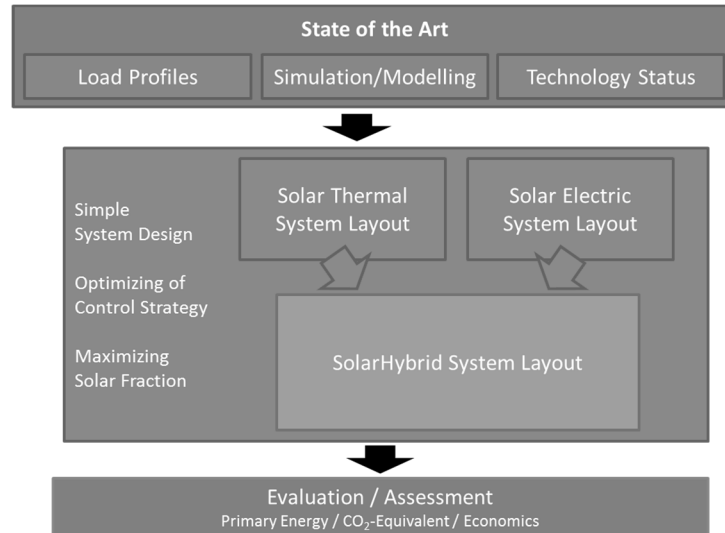 State of the Art
Load Profiles
Simulation/Modelling
Technology Status
Simple
System Design
Optimizing of
Control Strategy
Maximizing
Solar Fraction
Solar Thermal
System Layout
Solar Electric
System Layout
SolarHybrid System Layout
Evaluation / Assessment
Primary Energy / CO₂-Equivalent / Economics